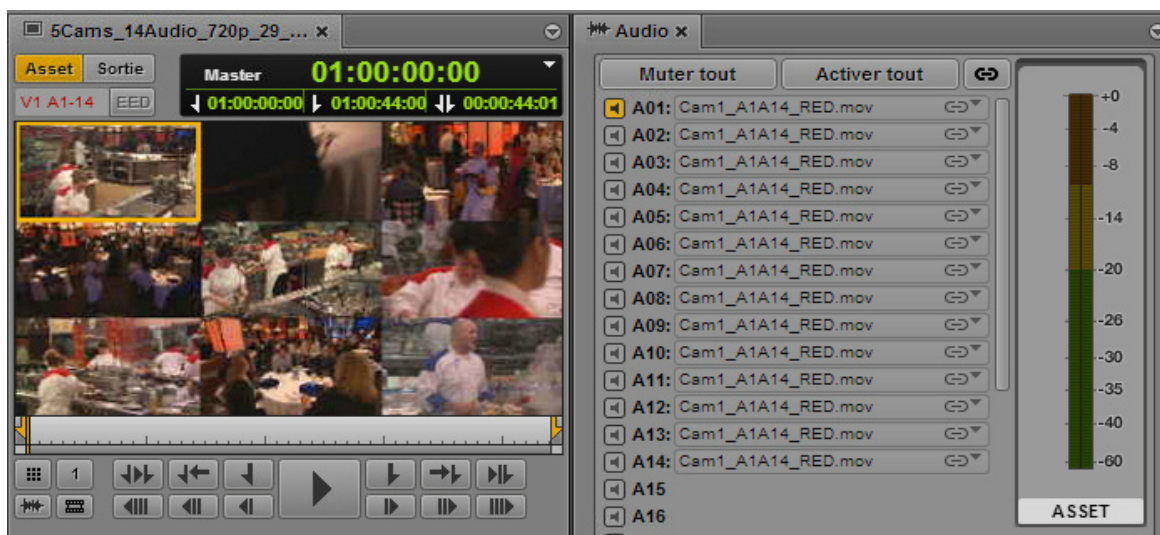 5Cams_14Audio_720p_29_...
Asset
Sortie
Master
01:00:00:00
V1 A1-14
EED
01:00:00:00
01:00:44:00
00:00:44:01
1
Audio
Muter tout
Activer tout
A01: Cam1_A1A14_RED.mov
A02: Cam1_A1A14_RED.mov
A03: Cam1_A1A14_RED.mov
A04: Cam1_A1A14_RED.mov
A05: Cam1_A1A14_RED.mov
A06: Cam1_A1A14_RED.mov
A07: Cam1_A1A14_RED.mov
A08: Cam1_A1A14_RED.mov
A09: Cam1_A1A14_RED.mov
A10: Cam1_A1A14_RED.mov
A11: Cam1_A1A14_RED.mov
A12: Cam1_A1A14_RED.mov
A13: Cam1_A1A14_RED.mov
A14: Cam1_A1A14_RED.mov
A15
A16
+0
-4
-8
-14
-20
-26
-30
-35
-40
-60
ASSET